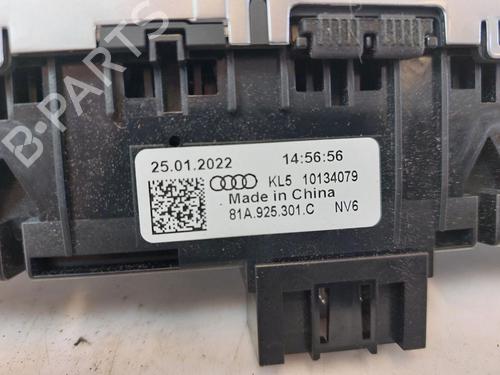 B-PARTS
25.01.2022 14:56:56
KL5 10134079
Made in China
81A.925.301.C NV6